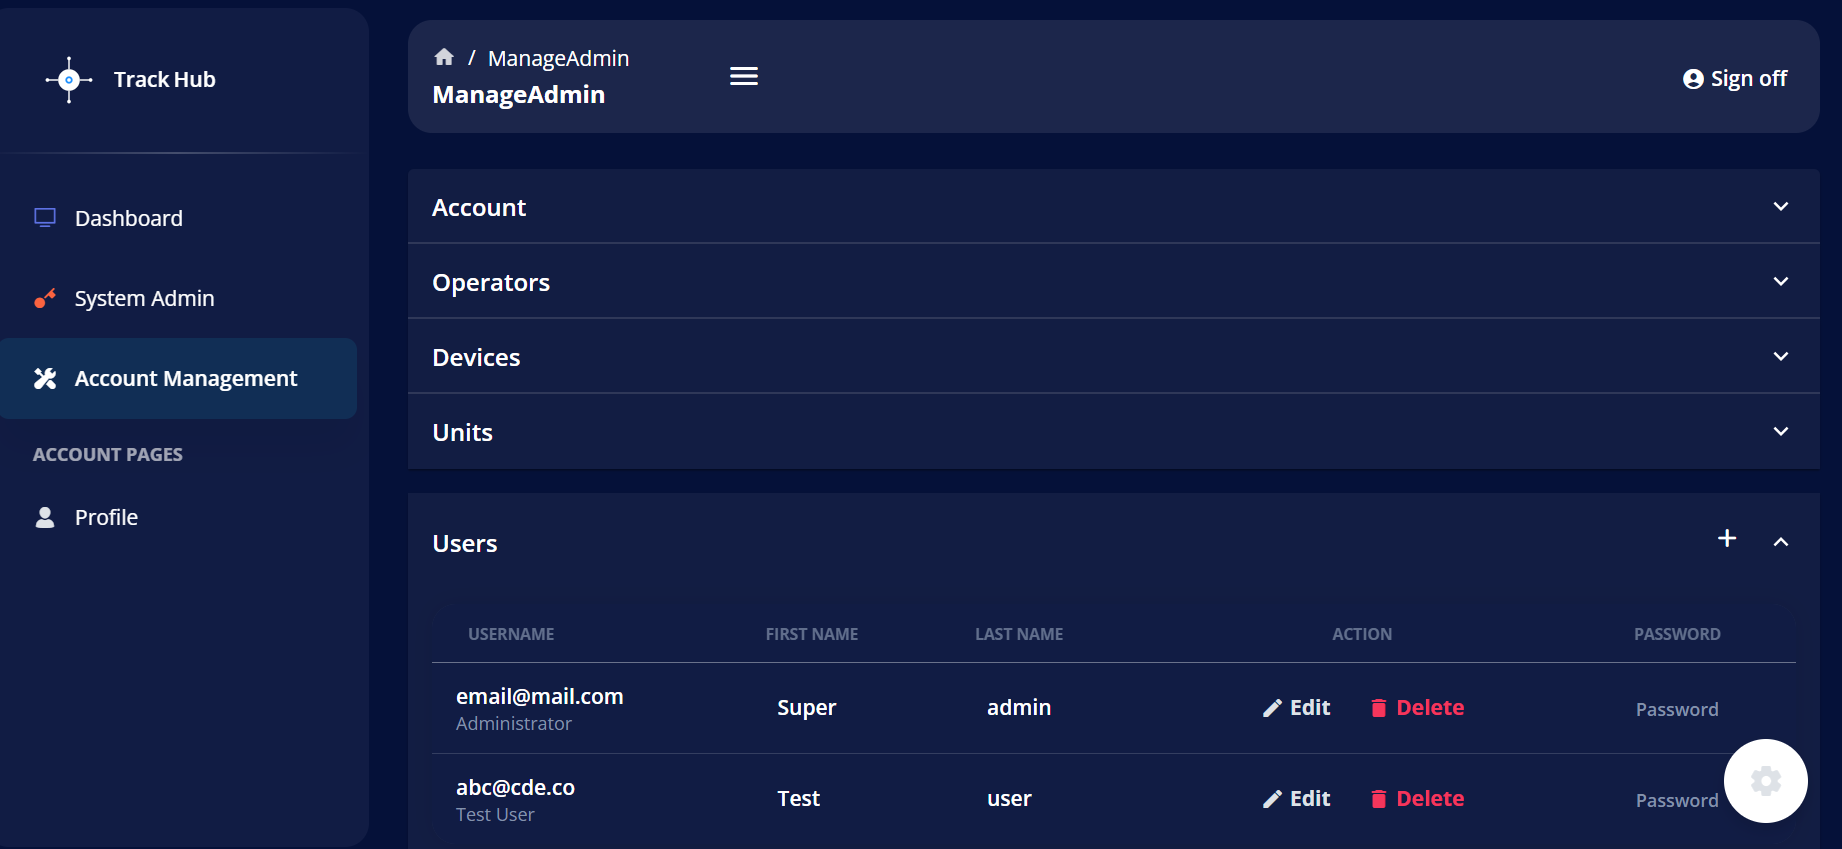 Track Hub
Dashboard
System Admin
Account Management
ACCOUNT PAGES
Profile
/ ManageAdmin
ManageAdmin
Sign off
Account
Operators
Devices
Units
Users
USERNAME FIRST NAME LAST NAME ACTION PASSWORD
email@mail.com Super admin Edit Delete Password
Administrator
abc@cde.co Test user Edit Delete Password
Test User